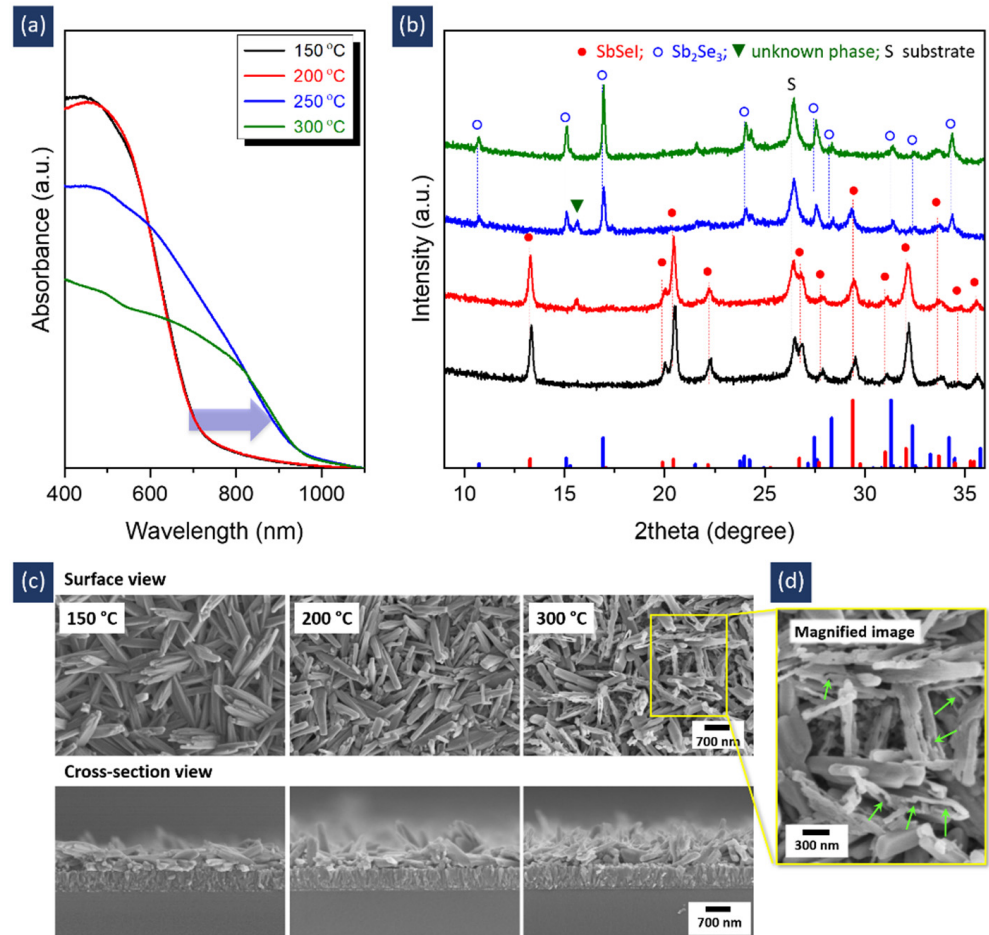 (a)
150 °C
200 °C
250 °C
300 °C
Absorbance (a.u.)
400 600 800 1000
Wavelength (nm)
(b)
SbSeI; Sb₂Se₃; unknown phase; S substrate
S
Intensity (a.u.)
10 15 20 25 30 35
2theta (degree)
(c)
Surface view
150 °C
200 °C
300 °C
700 nm
Cross-section view
700 nm
(d)
Magnified image
300 nm